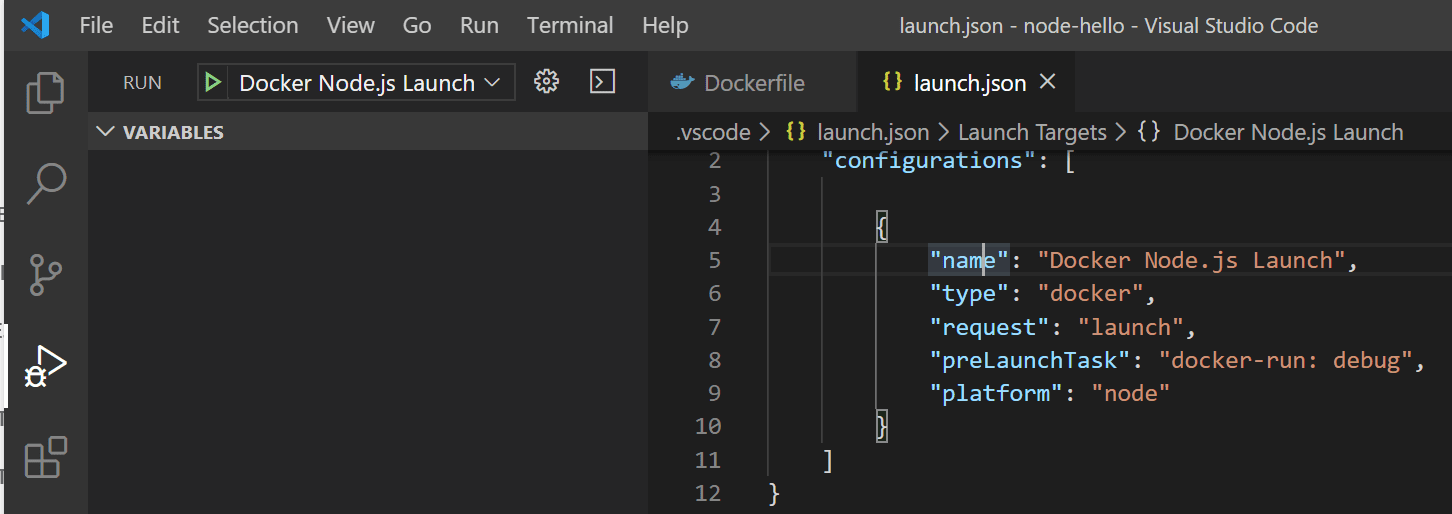 File Edit Selection View Go Run Terminal Help launch.json - node-hello - Visual Studio Code
RUN Docker Node.js Launch
VARIABLES
Dockerfile {} launch.json
.vscode > {} launch.json > Launch Targets > {} Docker Node.js Launch
2 "configurations": [
3
4 {
5 "name": "Docker Node.js Launch",
6 "type": "docker",
7 "request": "launch",
8 "preLaunchTask": "docker-run: debug",
9 "platform": "node"
10 }
11 ]
12 }